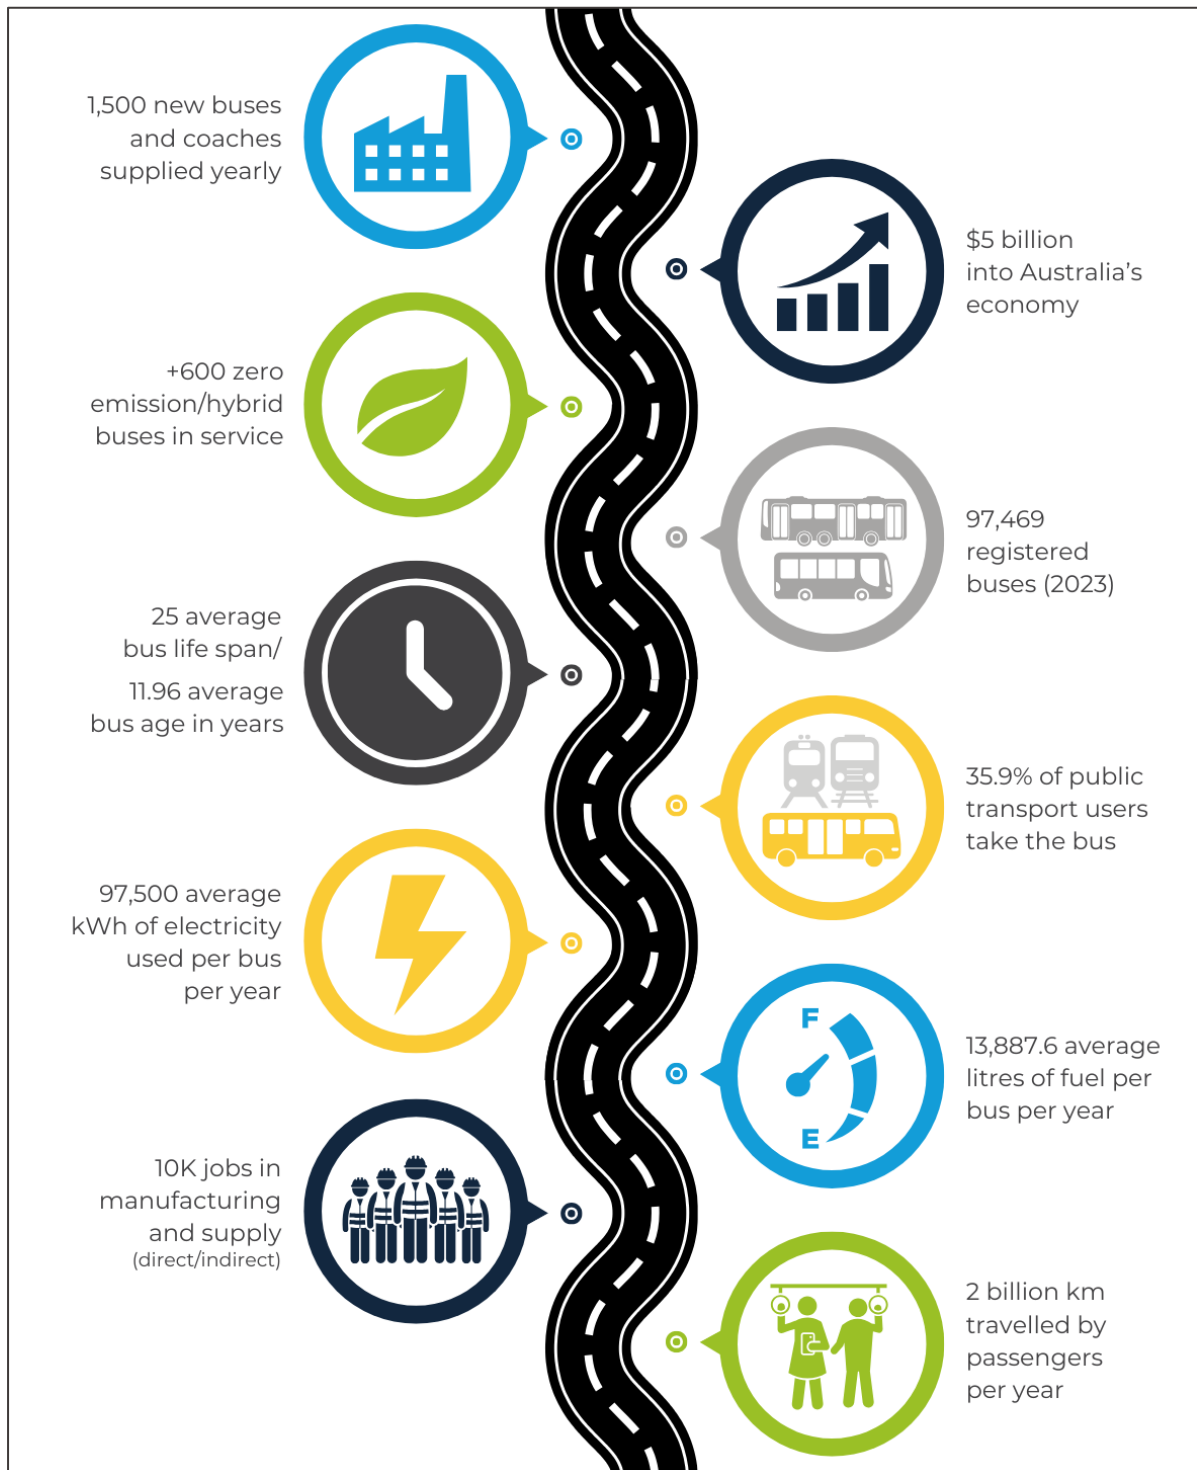 1,500 new buses
and coaches
supplied yearly
$5 billion
into Australia’s
economy
+600 zero
emission/hybrid
buses in service
97,469
registered
buses (2023)
25 average
bus life span/
11.96 average
bus age in years
35.9% of public
transport users
take the bus
97,500 average
kWh of electricity
used per bus
per year
F
E
13,887.6 average
litres of fuel per
bus per year
10K jobs in
manufacturing
and supply
(direct/indirect)
2 billion km
travelled by
passengers
per year